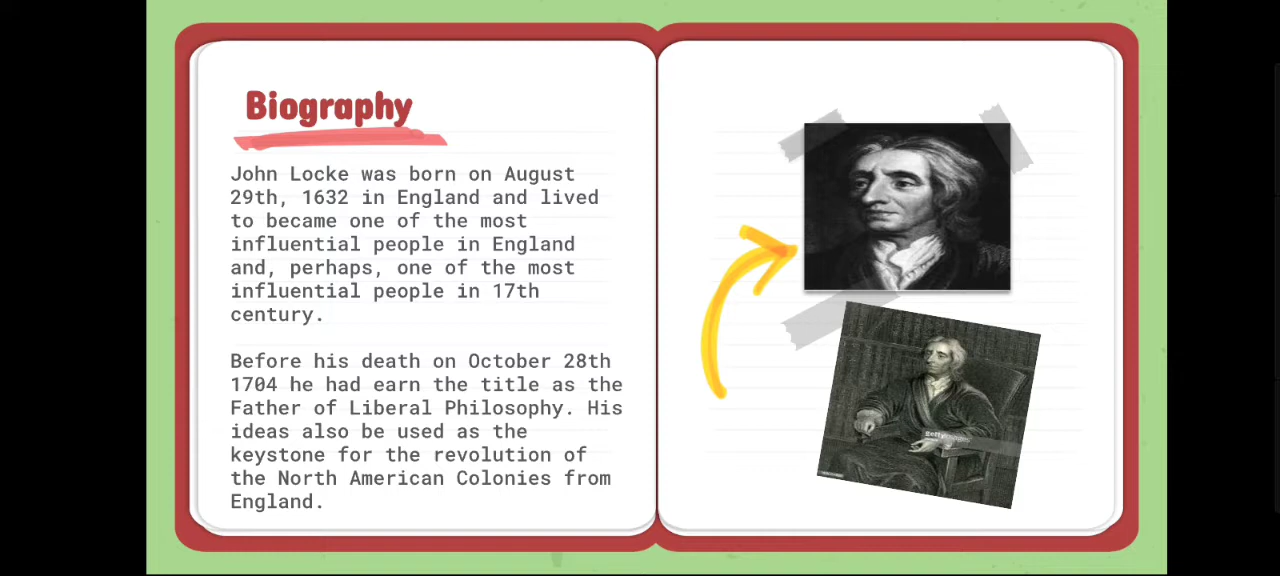 Biography
John Locke was born on August
29th, 1632 in England and lived
to became one of the most
influential people in England
and, perhaps, one of the most
influential people in 17th
century.
Before his death on October 28th
1704 he had earn the title as the
Father of Liberal Philosophy. His
ideas also be used as the
keystone for the revolution of
the North American Colonies from
England.